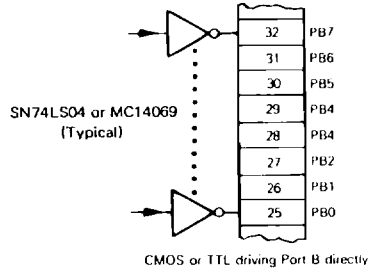 32 PB7
31 PB6
30 PB5
29 PB4
SN74LS04 or MC14069
(Typical)
28 PB4
27 PB2
26 PB1
25 PB0
CMOS or TTL driving Port B directly